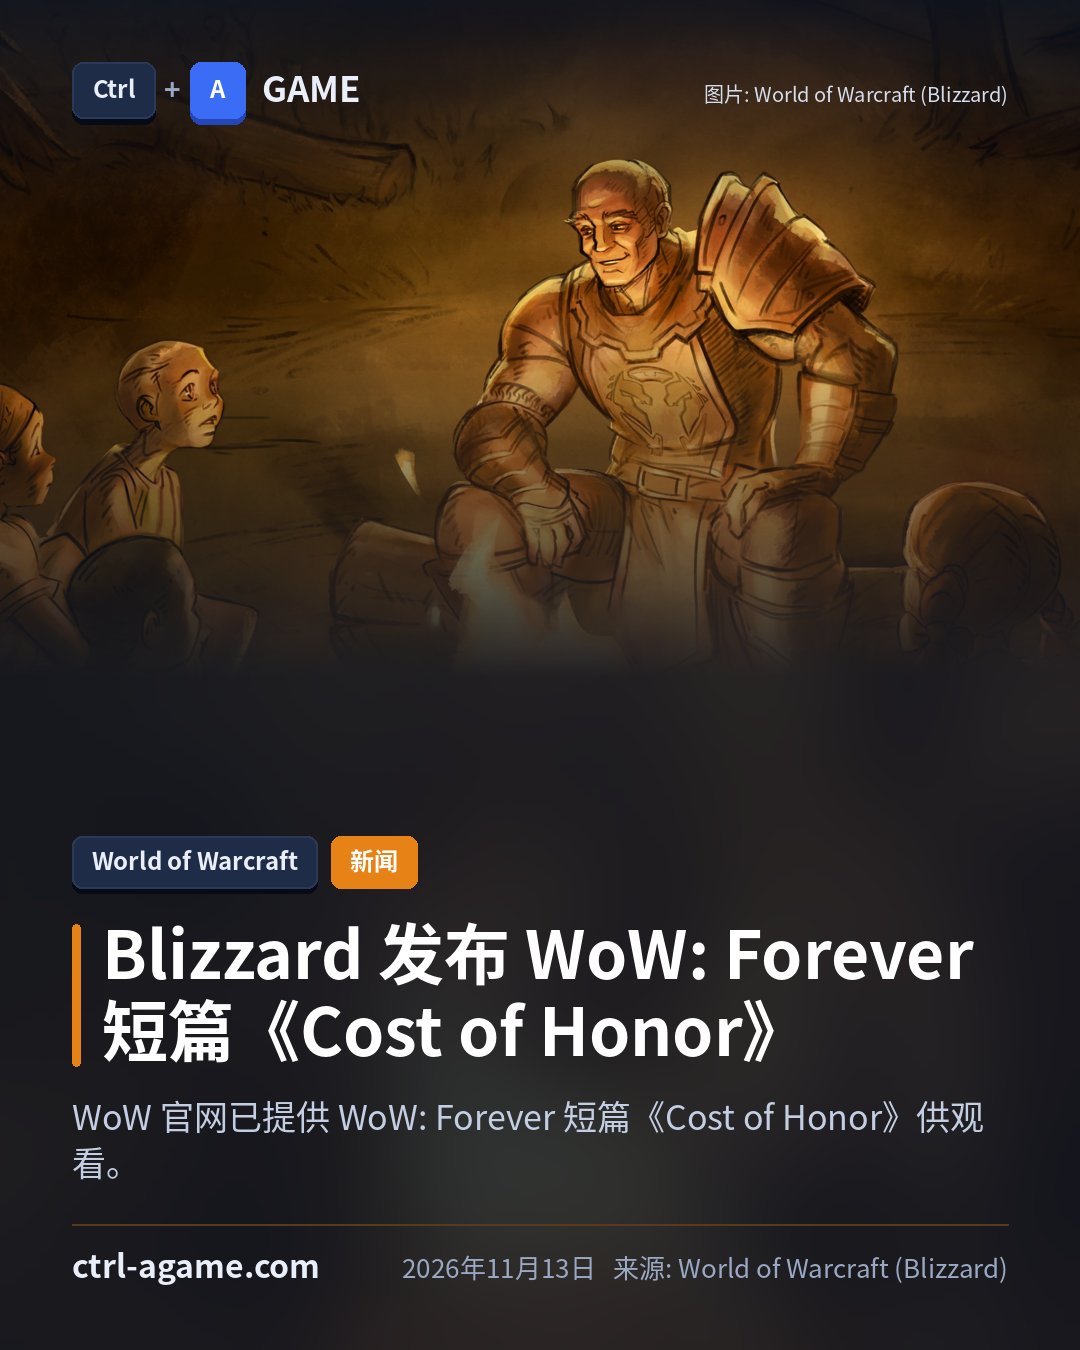 Ctrl + A GAME
图片: World of Warcraft (Blizzard)
World of Warcraft 新闻
Blizzard 发布 WoW: Forever
短篇《Cost of Honor》
WoW 官网已提供 WoW: Forever 短篇《Cost of Honor》供观
看。
ctrl-agame.com 2026年11月13日 来源: World of Warcraft (Blizzard)